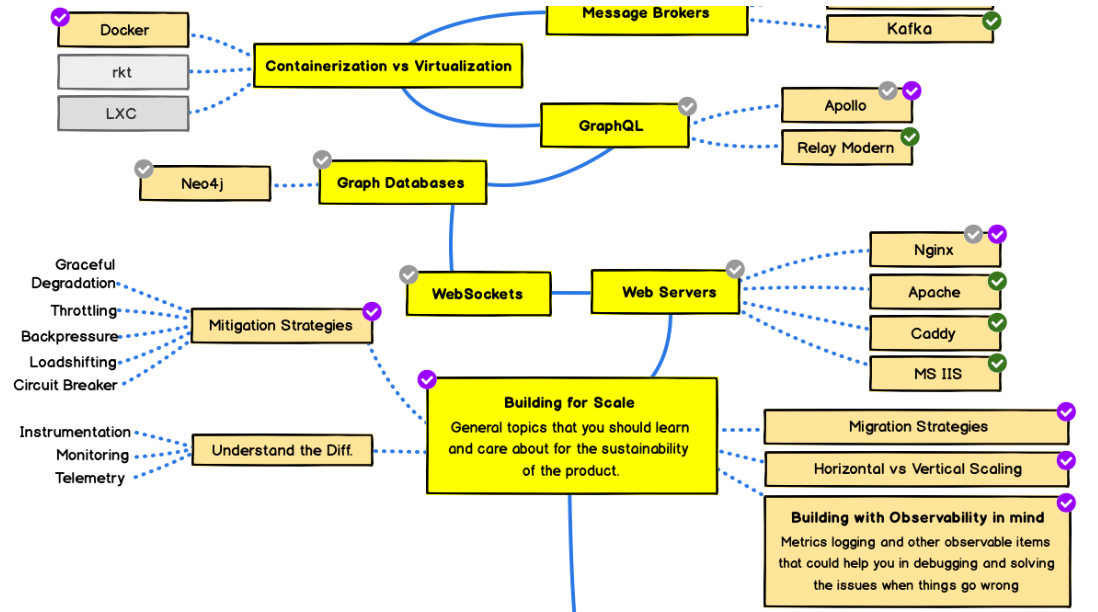 Message Brokers
Docker
Kafka
Containerization vs Virtualization
rkt
LXC
Apollo
GraphQL
Relay Modern
Neo4j
Graph Databases
Nginx
WebSockets
Web Servers
Apache
Caddy
MS IIS
Graceful
Degradation
Throttling
Backpressure
Loadshifting
Circuit Breaker
Mitigation Strategies
Building for Scale
General topics that you should learn
and care about for the sustainability
of the product.
Instrumentation
Monitoring
Telemetry
Understand the Diff.
Migration Strategies
Horizontal vs Vertical Scaling
Building with Observability in mind
Metrics logging and other observable items
that could help you in debugging and solving
the issues when things go wrong